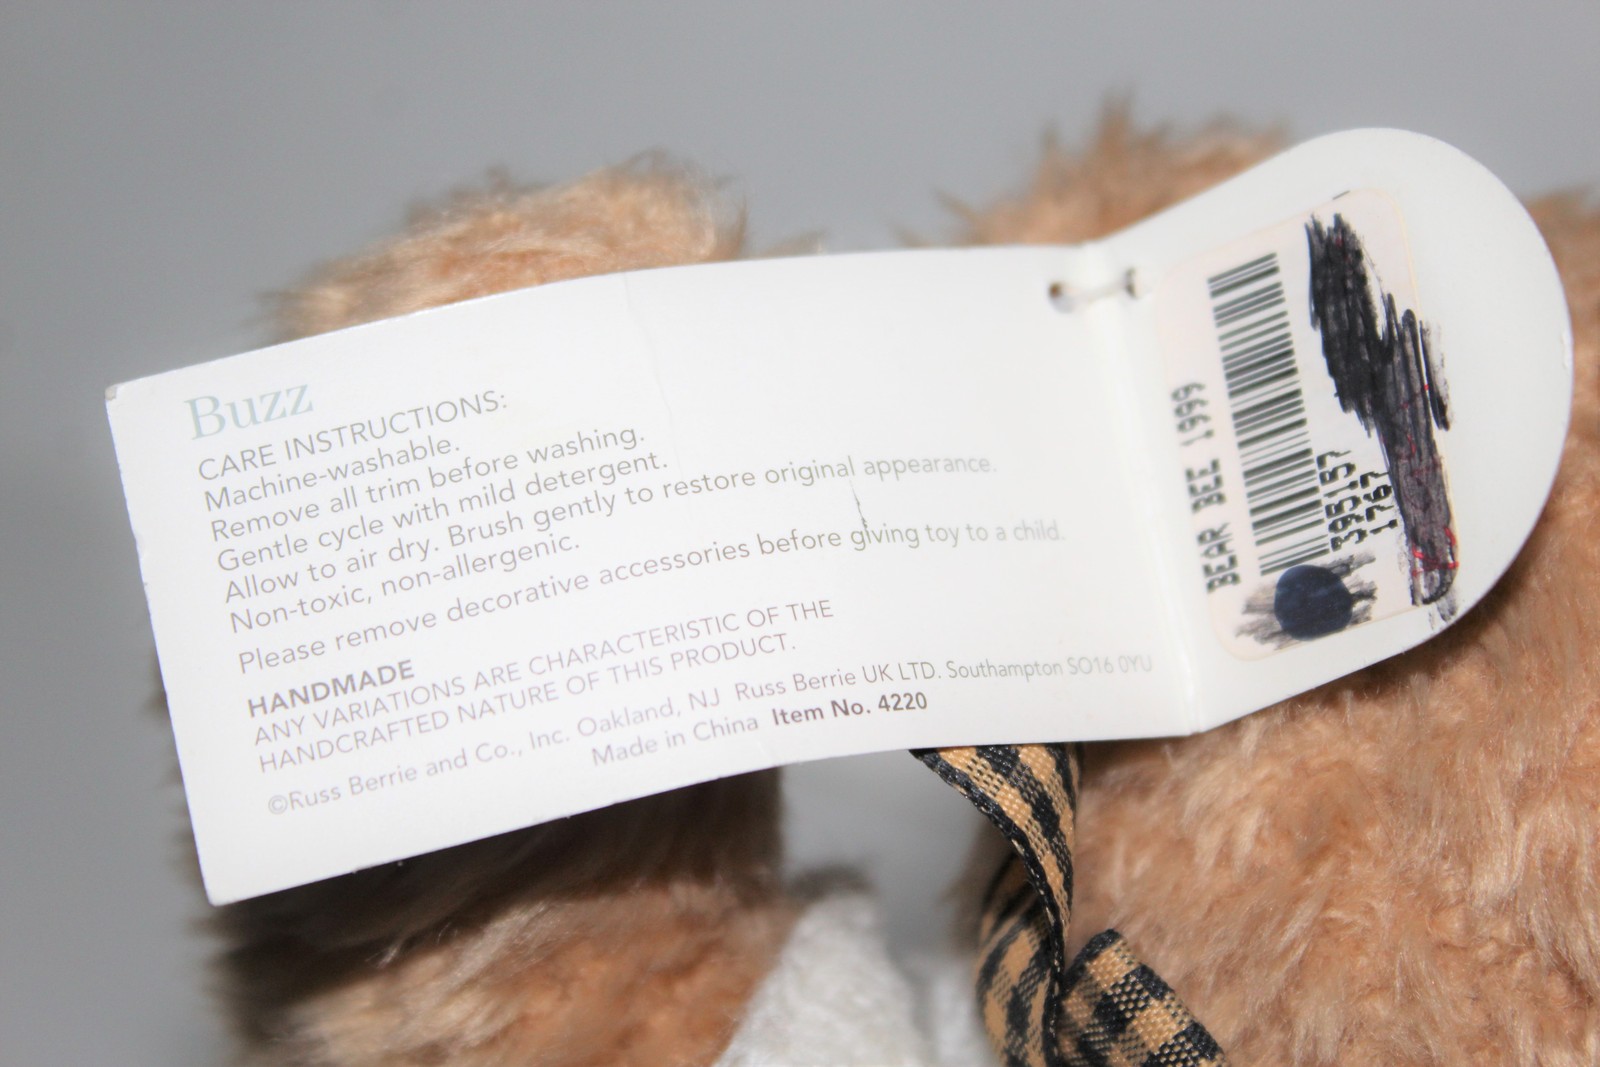 Buzz
CARE INSTRUCTIONS:
Machine-washable.
Remove all trim before washing.
Gentle cycle with mild detergent.
Allow to air dry. Brush gently to restore original appearance.
Non-toxic, non-allergenic.
Please remove decorative accessories before giving toy to a child.
HANDMADE
ANY VARIATIONS ARE CHARACTERISTIC OF THE
HANDCRAFTED NATURE OF THIS PRODUCT.
©Russ Berrie and Co., Inc. Oakland, NJ Russ Berrie UK LTD. Southampton SO16 0YU
Made in China Item No. 4220
BEAR BEE 1999
395157
1767